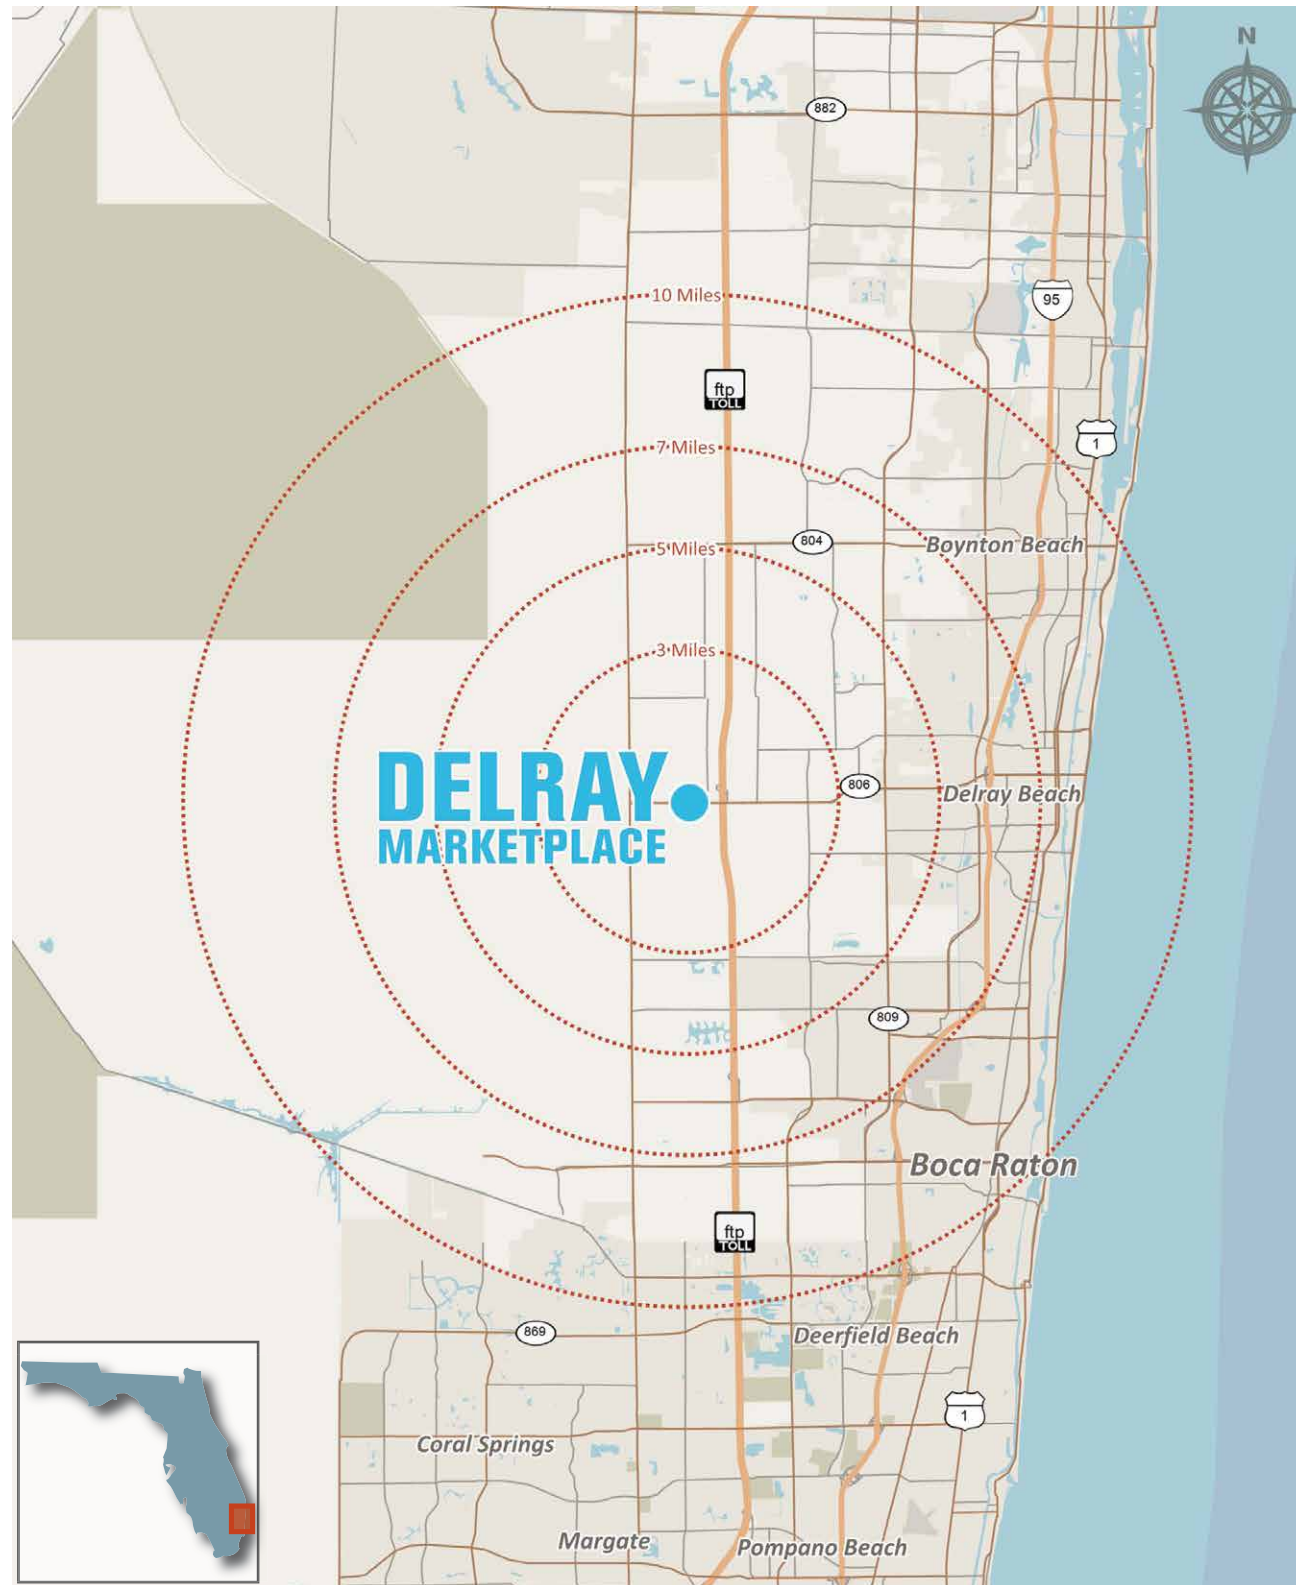 N
882
10 Miles
95
ftp
TOLL
1
7 Miles
804
Boynton Beach
5 Miles
3 Miles
DELRAY
MARKETPLACE
806
Delray Beach
809
Boca Raton
ftp
TOLL
869
Deerfield Beach
1
Coral Springs
Margate
Pompano Beach